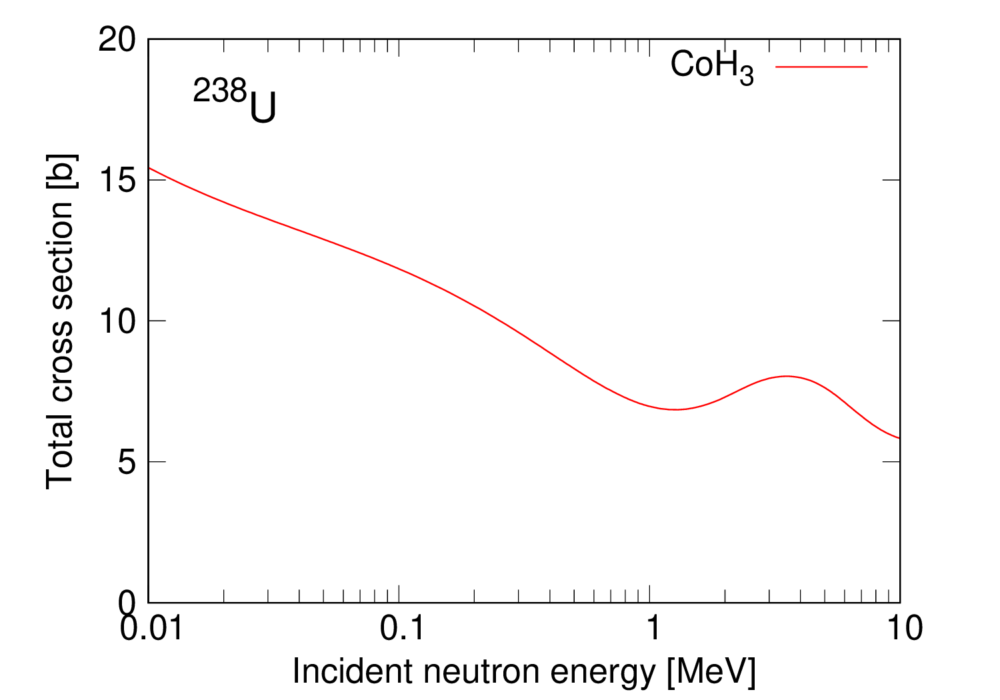 20
CoH₃
²³⁸U
15
10
5
0
0.01 0.1 1 10
Total cross section [b]
Incident neutron energy [MeV]